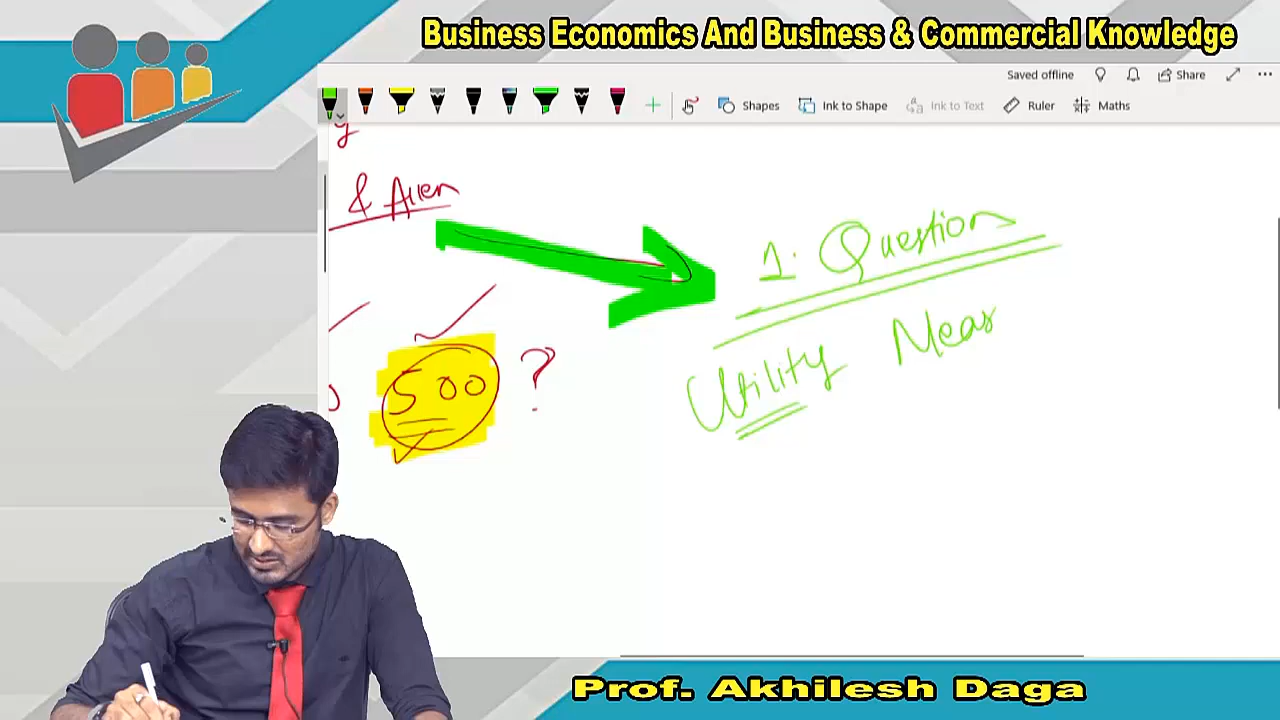 Business Economics And Business & Commercial Knowledge
Saved offline
Share
Shapes
Ink to Shape
Ink to Text
Ruler
Maths
y
& Allen
1. Question
500 ?
Utility Meas
Prof. Akhilesh Daga